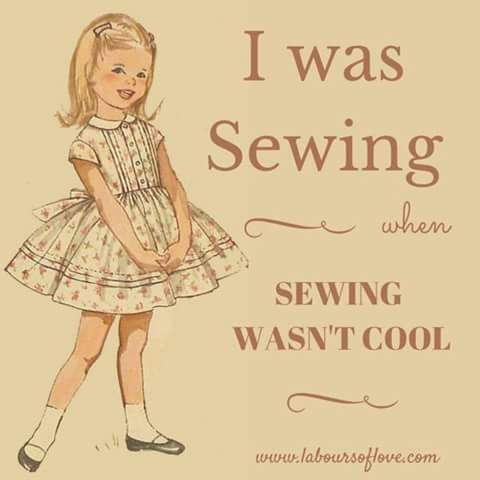 I was
Sewing
when
SEWING
WASN'T COOL
www.laboursoflove.com